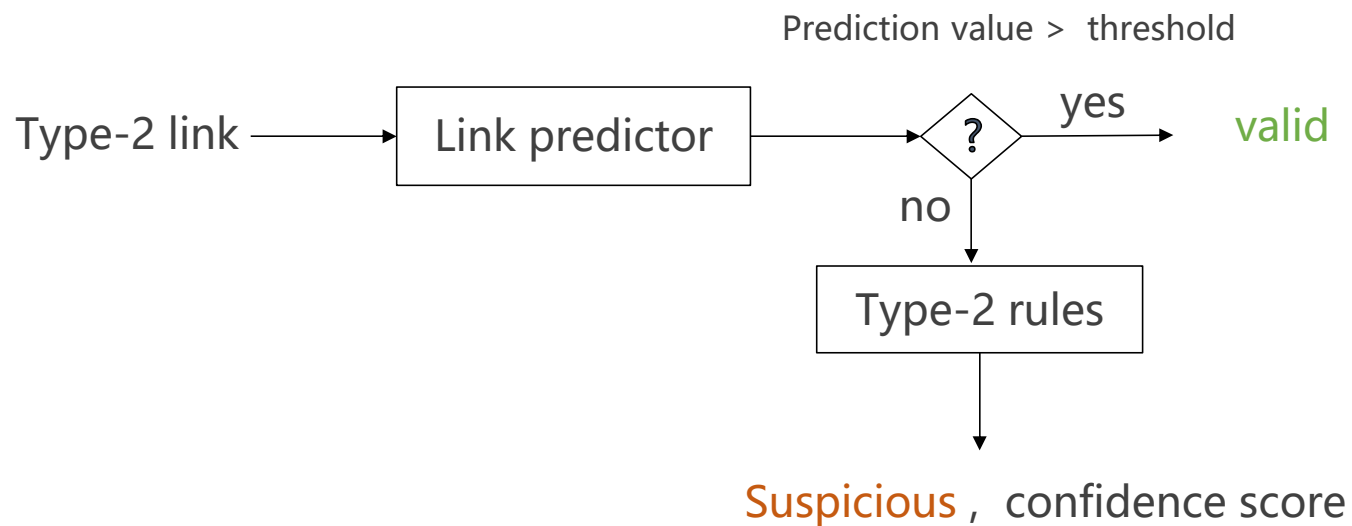 Prediction value > threshold
Type-2 link
Link predictor
?
yes
valid
no
Type-2 rules
Suspicious , confidence score